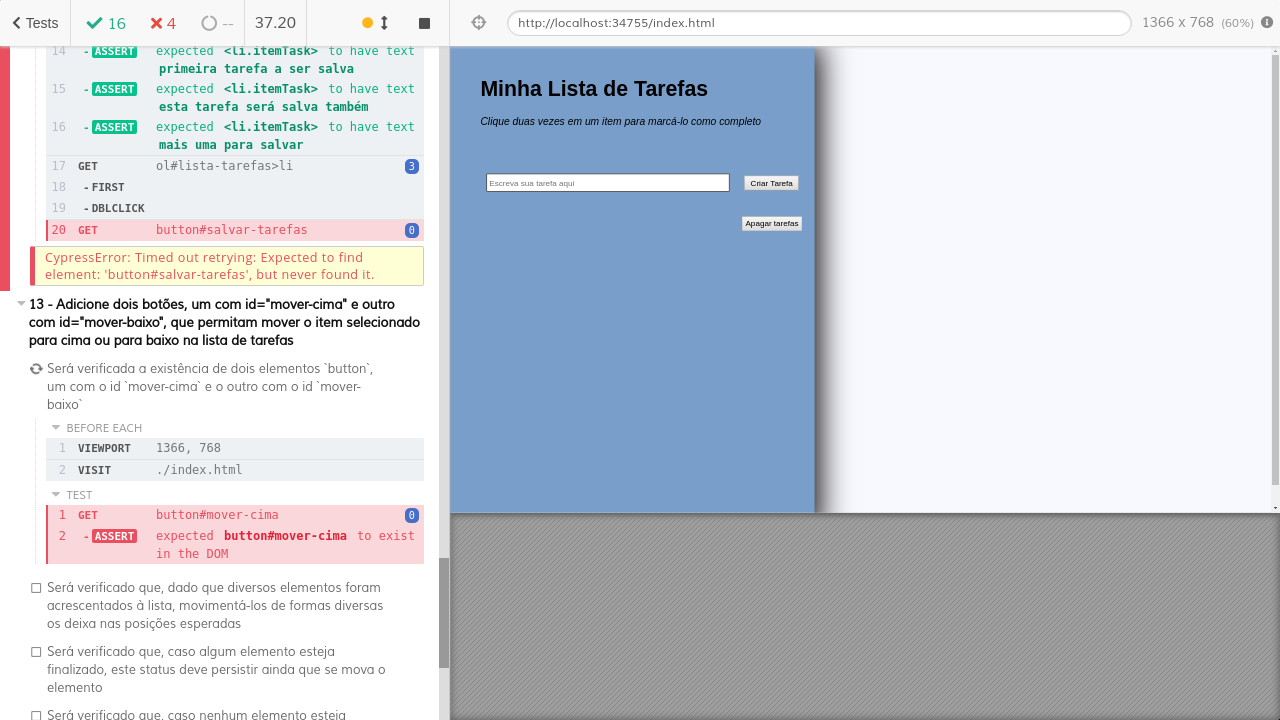 Tests 16 4 -- 37.20
http://localhost:34755/index.html 1366 x 768 (60%)
14 - ASSERT expected <li.itemTask> to have text
primeira tarefa a ser salva
15 - ASSERT expected <li.itemTask> to have text
esta tarefa será salva também
16 - ASSERT expected <li.itemTask> to have text
mais uma para salvar
17 GET ol#lista-tarefas>li 3
18 - FIRST
19 - DBLCLICK
20 GET button#salvar-tarefas 0
CypressError: Timed out retrying: Expected to find
element: 'button#salvar-tarefas', but never found it.
13 - Adicione dois botões, um com id="mover-cima" e outro
com id="mover-baixo", que permitam mover o item selecionado
para cima ou para baixo na lista de tarefas
Será verificada a existência de dois elementos `button`,
um com o id `mover-cima` e o outro com o id `mover-
baixo`
BEFORE EACH
1 VIEWPORT 1366, 768
2 VISIT ./index.html
TEST
1 GET button#mover-cima 0
2 - ASSERT expected button#mover-cima to exist
in the DOM
Será verificado que, dado que diversos elementos foram
acrescentados à lista, movimentá-los de formas diversas
os deixa nas posições esperadas
Será verificado que, caso algum elemento esteja
finalizado, este status deve persistir ainda que se mova o
elemento
Será verificado que, caso nenhum elemento esteja
Minha Lista de Tarefas
Clique duas vezes em um item para marcá-lo como completo
Escreva sua tarefa aqui
Criar Tarefa
Apagar tarefas